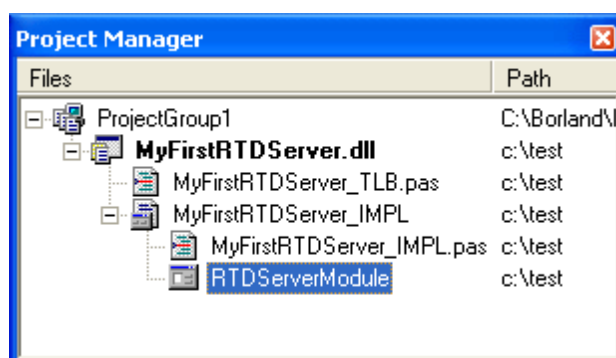 Project Manager
Files Path
ProjectGroup1 C:\Borland\
MyFirstRTDServer.dll c:\test
MyFirstRTDServer_TLB.pas c:\test
MyFirstRTDServer_IMPL c:\test
MyFirstRTDServer_IMPL.pas c:\test
RTDServerModule c:\test